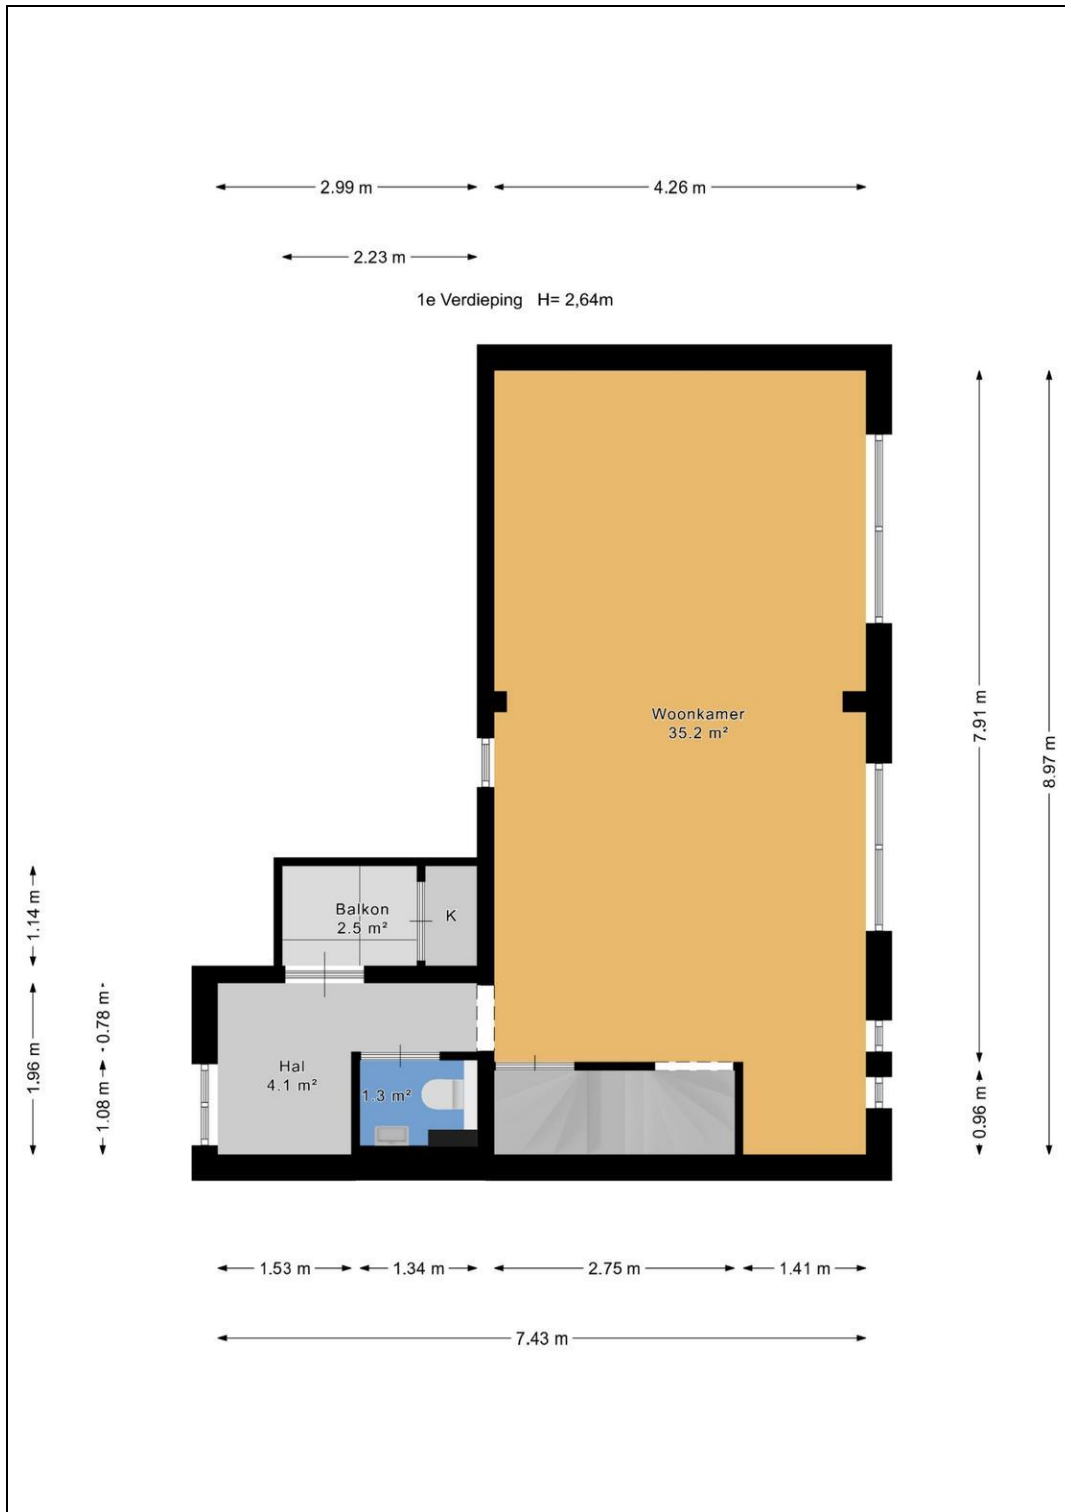 2.99 m
4.26 m
2.23 m
1e Verdieping H= 2,64m
Woonkamer
35.2 m²
7.91 m
8.97 m
Balkon
2.5 m²
K
1.14 m
Hal
4.1 m²
1.3 m²
1.96 m
0.78 m
1.08 m
0.96 m
1.53 m
1.34 m
2.75 m
1.41 m
7.43 m